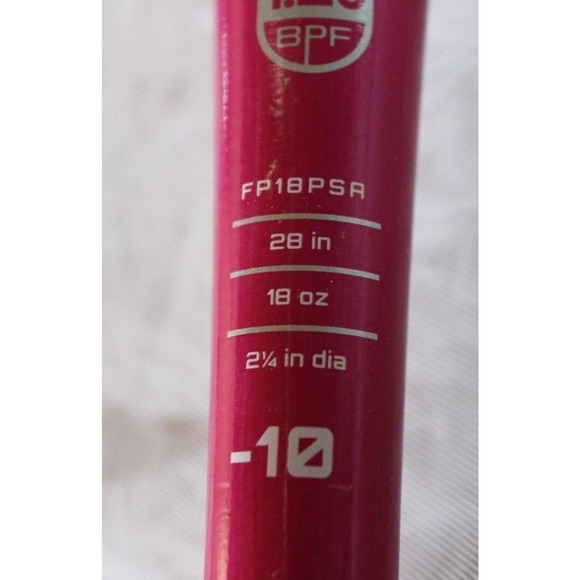 BPF
FP18PSA
28 in
18 oz
2¼ in dia
-10